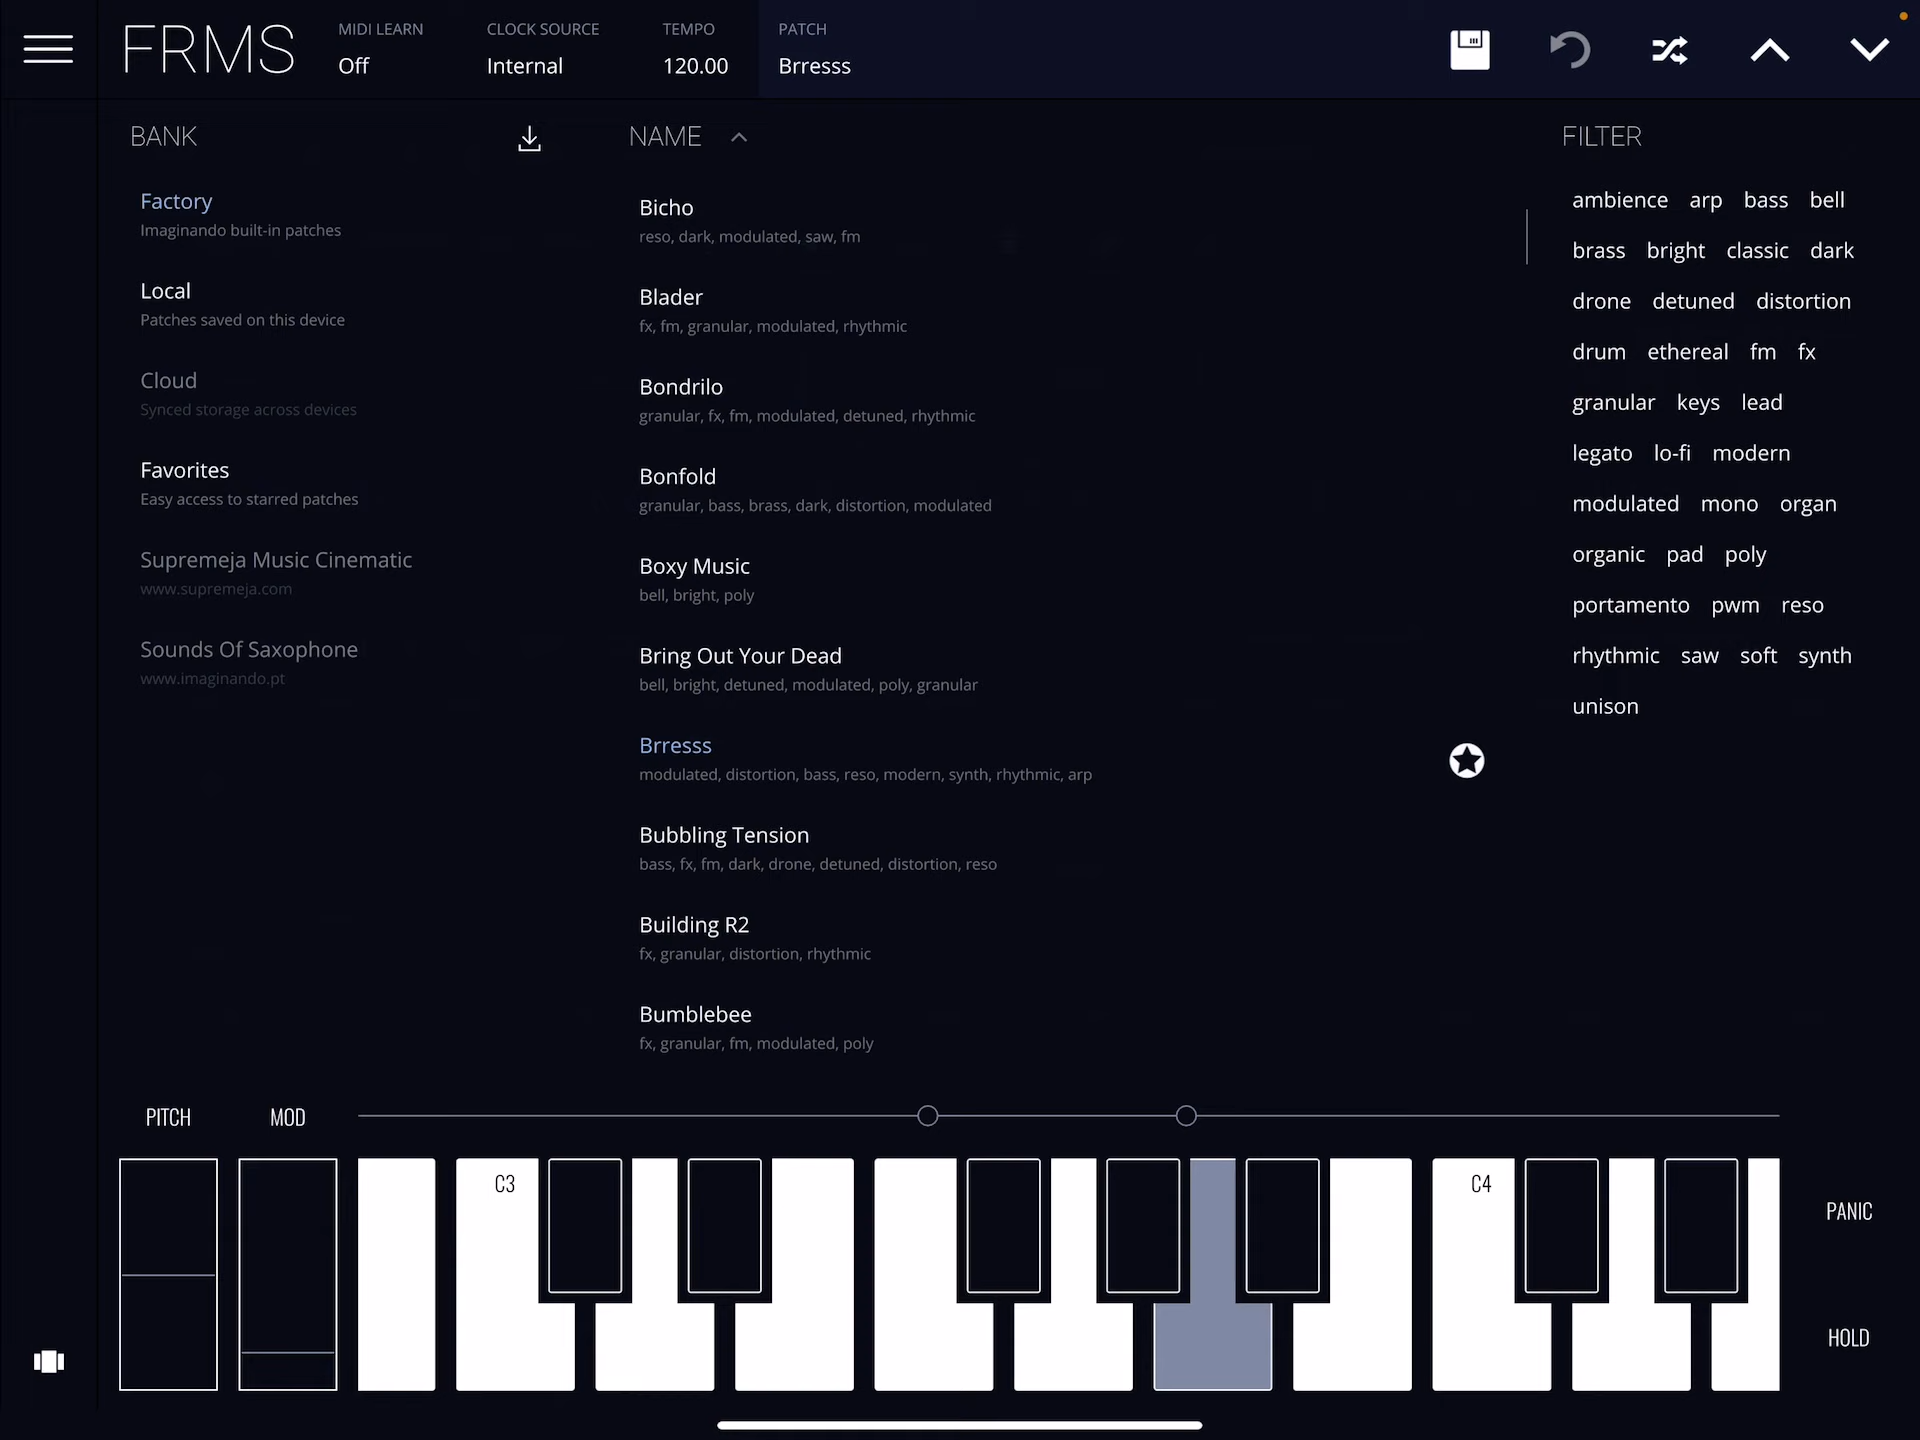 FRMS
MIDI LEARN
Off
CLOCK SOURCE
Internal
TEMPO
120.00
PATCH
Brresss
BANK
Factory
Imaginando built-in patches
Local
Patches saved on this device
Cloud
Synced storage across devices
Favorites
Easy access to starred patches
Supremeja Music Cinematic
www.supremeja.com
Sounds Of Saxophone
www.imaginando.pt
NAME
Bicho
reso, dark, modulated, saw, fm
Blader
fx, fm, granular, modulated, rhythmic
Bondrilo
granular, fx, fm, modulated, detuned, rhythmic
Bonfold
granular, bass, brass, dark, distortion, modulated
Boxy Music
bell, bright, poly
Bring Out Your Dead
bell, bright, detuned, modulated, poly, granular
Brresss
modulated, distortion, bass, reso, modern, synth, rhythmic, arp
Bubbling Tension
bass, fx, fm, dark, drone, detuned, distortion, reso
Building R2
fx, granular, distortion, rhythmic
Bumblebee
fx, granular, fm, modulated, poly
FILTER
ambience arp bass bell
brass bright classic dark
drone detuned distortion
drum ethereal fm fx
granular keys lead
legato lo-fi modern
modulated mono organ
organic pad poly
portamento pwm reso
rhythmic saw soft synth
unison
PITCH
MOD
C3
C4
PANIC
HOLD